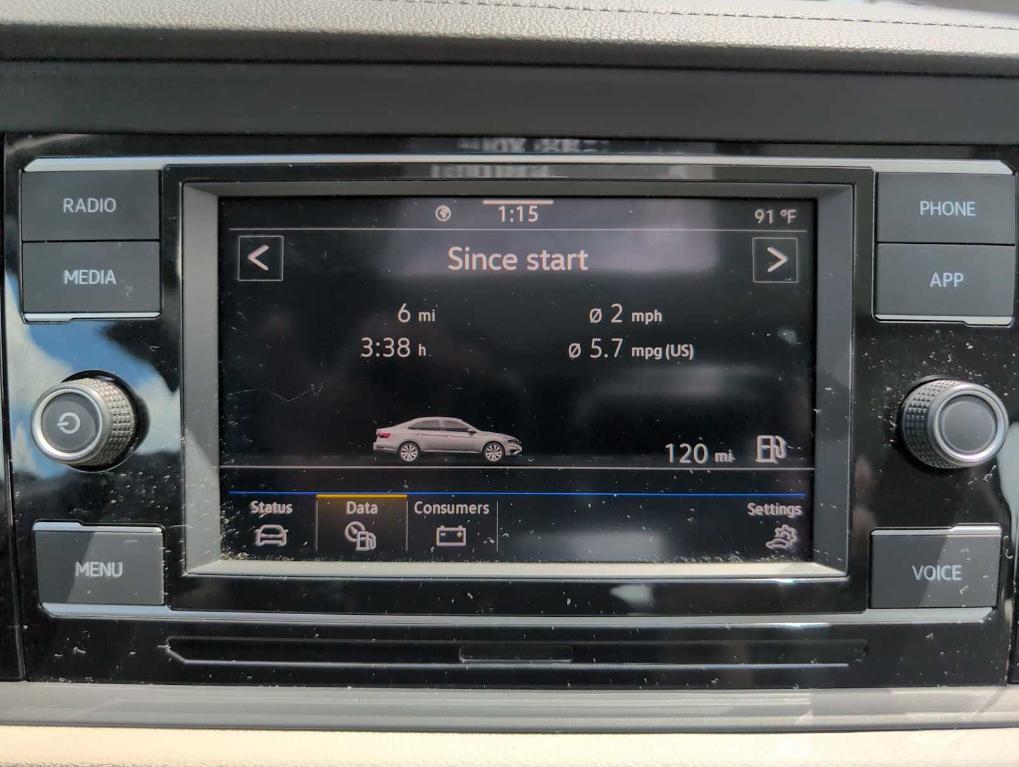 RADIO
MEDIA
MENU
1:15
91 °F
<
Since start
>
6 mi
ø 2 mph
3:38 h
ø 5.7 mpg (US)
120 mi
Status
Data
Consumers
Settings
PHONE
APP
VOICE